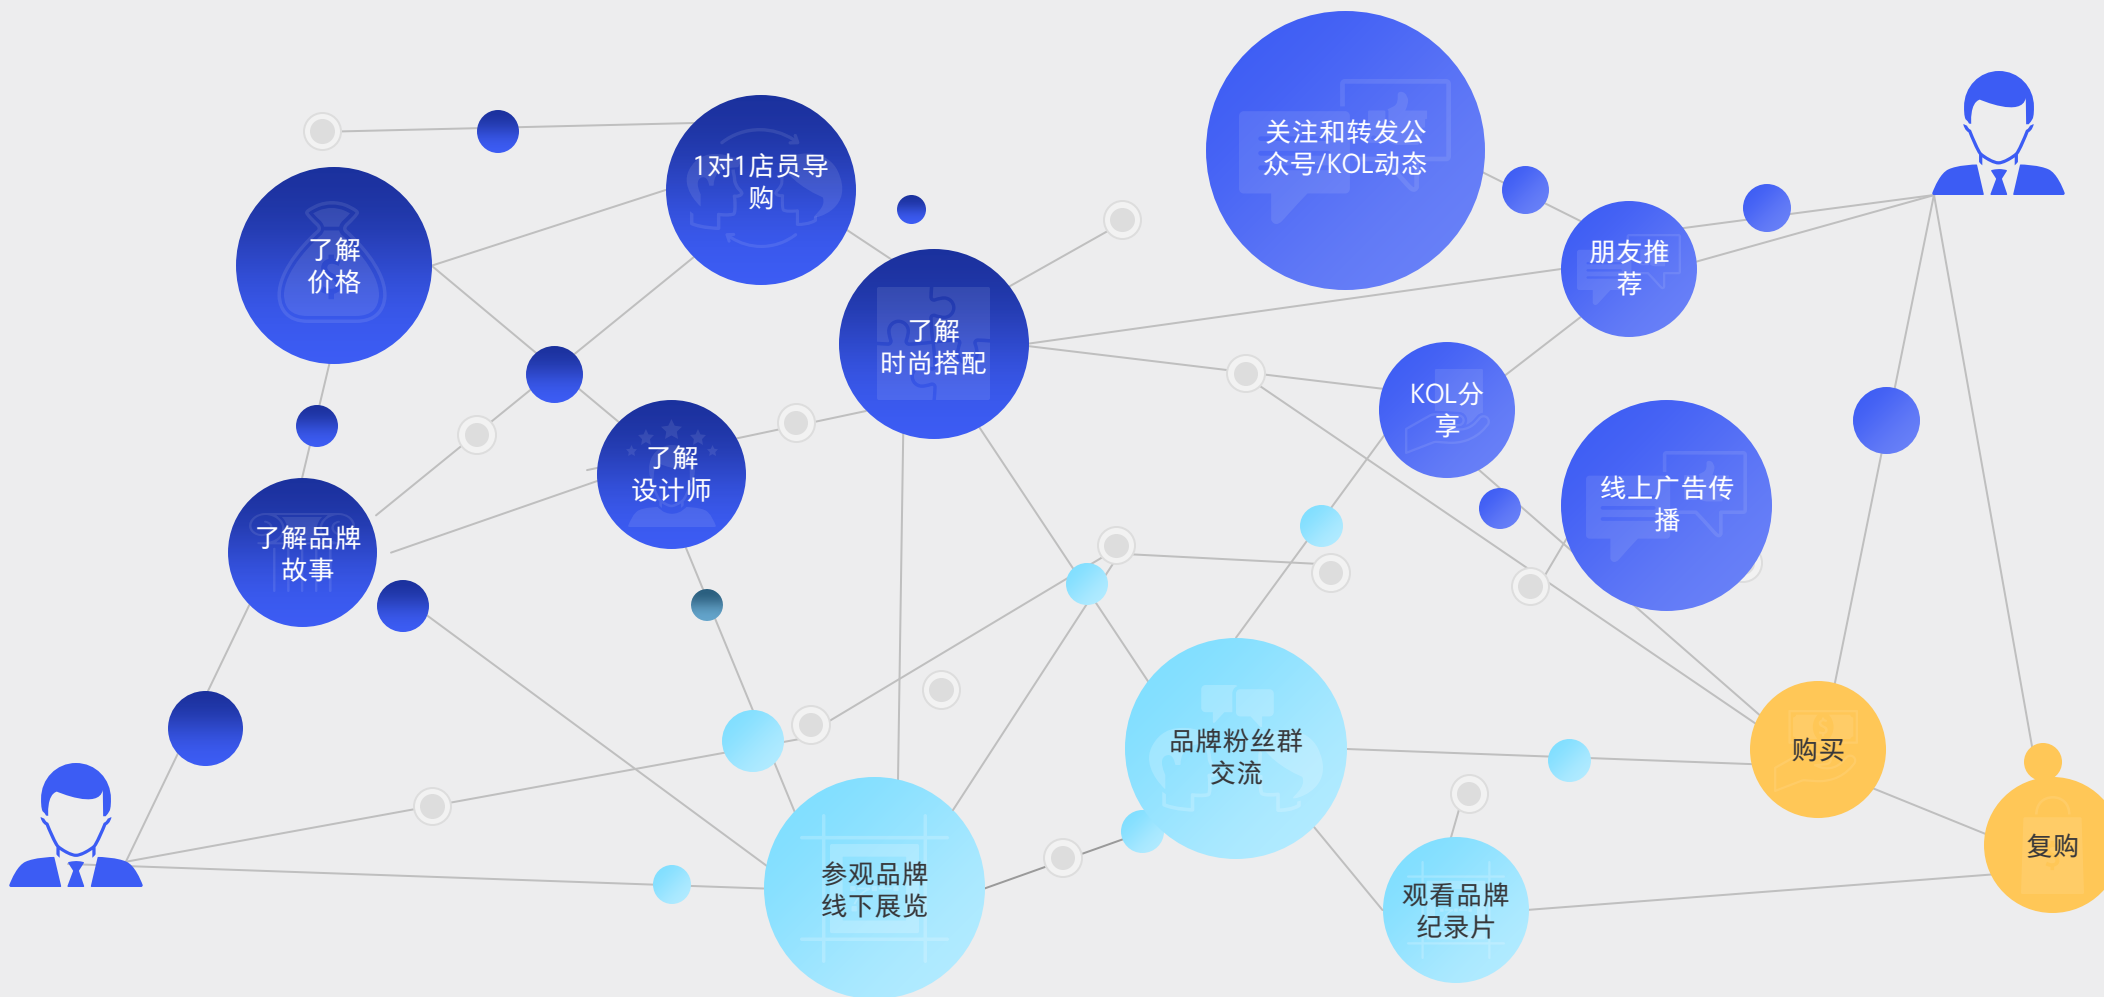 关注和转发公
众号/KOL动态
1对1店员导
购
了解
价格
朋友推
荐
了解
时尚搭配
KOL分
享
了解
设计师
线上广告传
播
了解品牌
故事
品牌粉丝群
交流
购买
参观品牌
线下展览
观看品牌
纪录片
复购